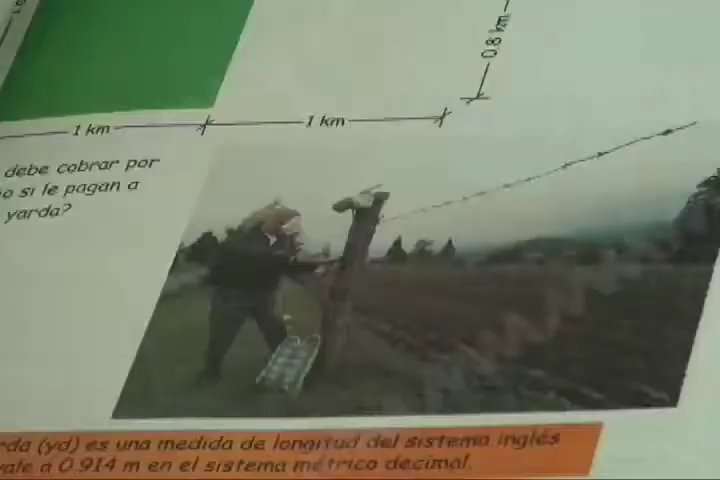 0.8 km
1 km
1 km
debe cobrar por
si le pagan a
yarda?
(yd) es una medida de longitud del sistema inglés
a 0.914 m en el sistema métrico decimal.